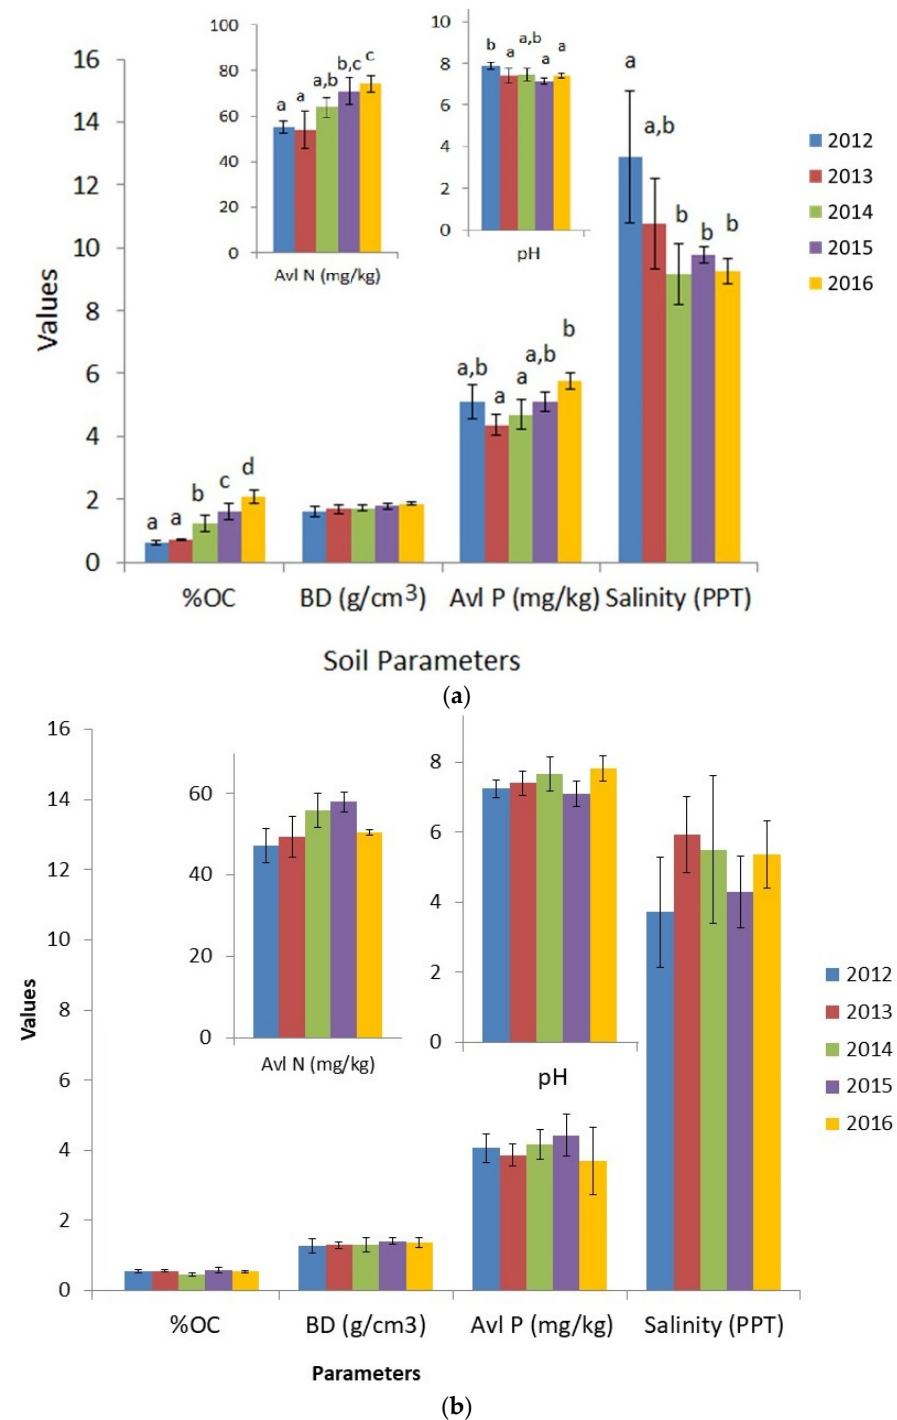 100
80
60
40
20
0
a
a
a,b
b,c
c
Avl N (mg/kg)
10
8
6
4
2
0
b
a
a,b
a
a
pH
16
14
12
10
8
6
4
2
0
Values
a
a
b
c
d
a,b
a
a
a,b
b
a
a,b
b
b
b
%OC
BD (g/cm3)
Avl P (mg/kg)
Salinity (PPT)
Soil Parameters
2012
2013
2014
2015
2016
(a)
16
14
12
10
8
6
4
2
0
Values
60
40
20
0
Avl N (mg/kg)
8
6
4
2
0
pH
%OC
BD (g/cm3)
Avl P (mg/kg)
Salinity (PPT)
Parameters
2012
2013
2014
2015
2016
(b)